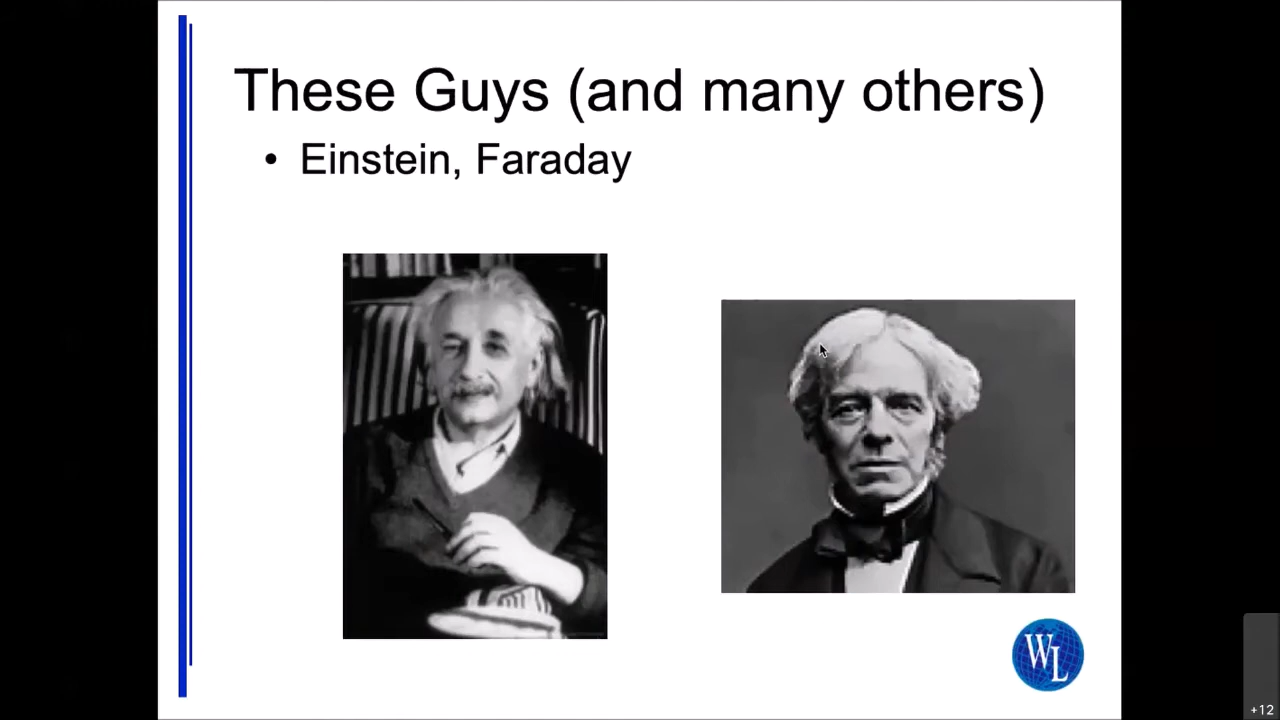 These Guys (and many others)
• Einstein, Faraday
WL
+12